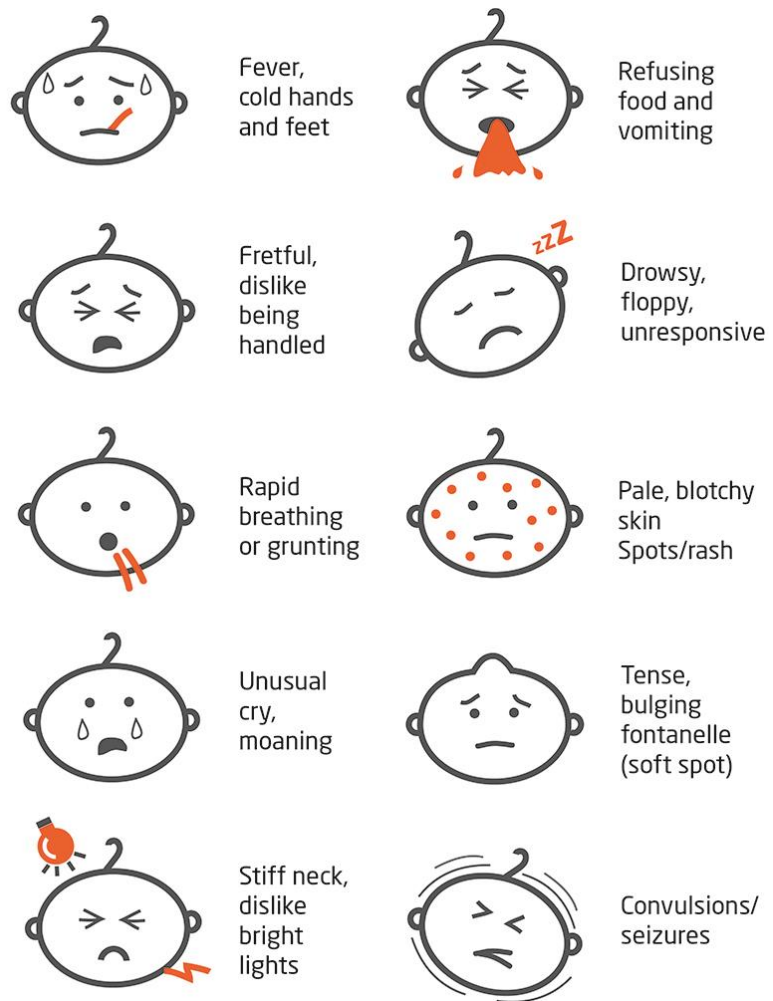 Fever,
cold hands
and feet
Refusing
food and
vomiting
Fretful,
dislike
being
handled
zzZ
Drowsy,
floppy,
unresponsive
Rapid
breathing
or grunting
Pale, blotchy
skin
Spots/rash
Unusual
cry,
moaning
Tense,
bulging
fontanelle
(soft spot)
Stiff neck,
dislike
bright
lights
Convulsions/
seizures